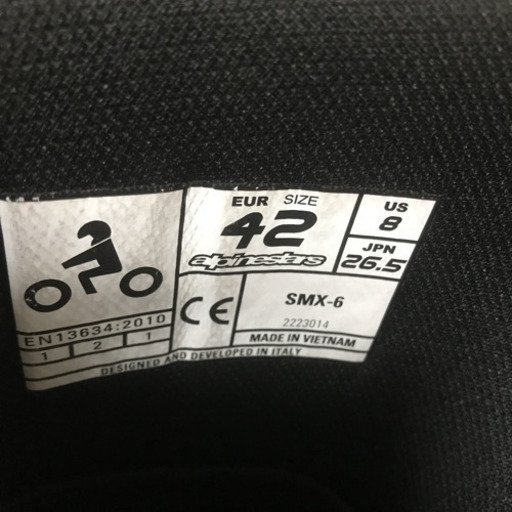 EUR SIZE
42
alpinestars
US
8
JPN
26.5
EN13634:2010
1 2 1
CE
SMX-6
2223014
MADE IN VIETNAM
DESIGNED AND DEVELOPED IN ITALY